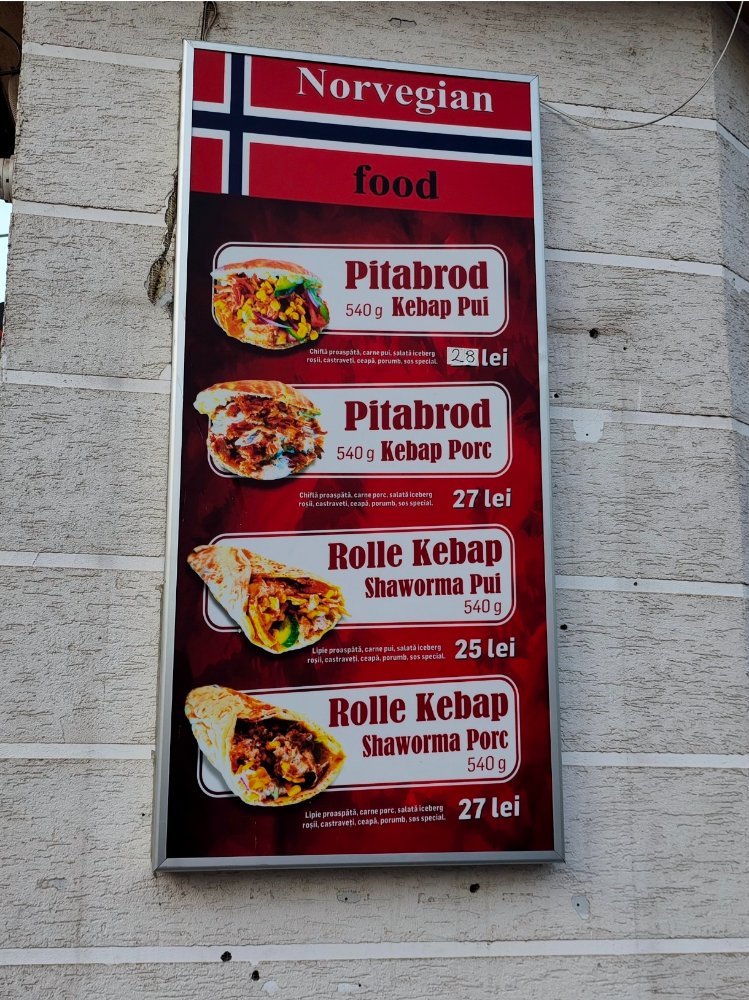 Norvegian
food
Pitabrod
540 g Kebap Pui
Chiflă proaspătă, carne pui, salată iceberg
roșii, castraveți, ceapă, porumb, sos special.
28 lei
Pitabrod
540 g Kebap Porc
Chiflă proaspătă, carne porc, salată iceberg
roșii, castraveți, ceapă, porumb, sos special.
27 lei
Rolle Kebap
Shaworma Pui
540 g
Lipie proaspătă, carne pui, salată iceberg
roșii, castraveți, ceapă, porumb, sos special.
25 lei
Rolle Kebap
Shaworma Porc
540 g
Lipie proaspătă, carne porc, salată iceberg
roșii, castraveți, ceapă, porumb, sos special.
27 lei